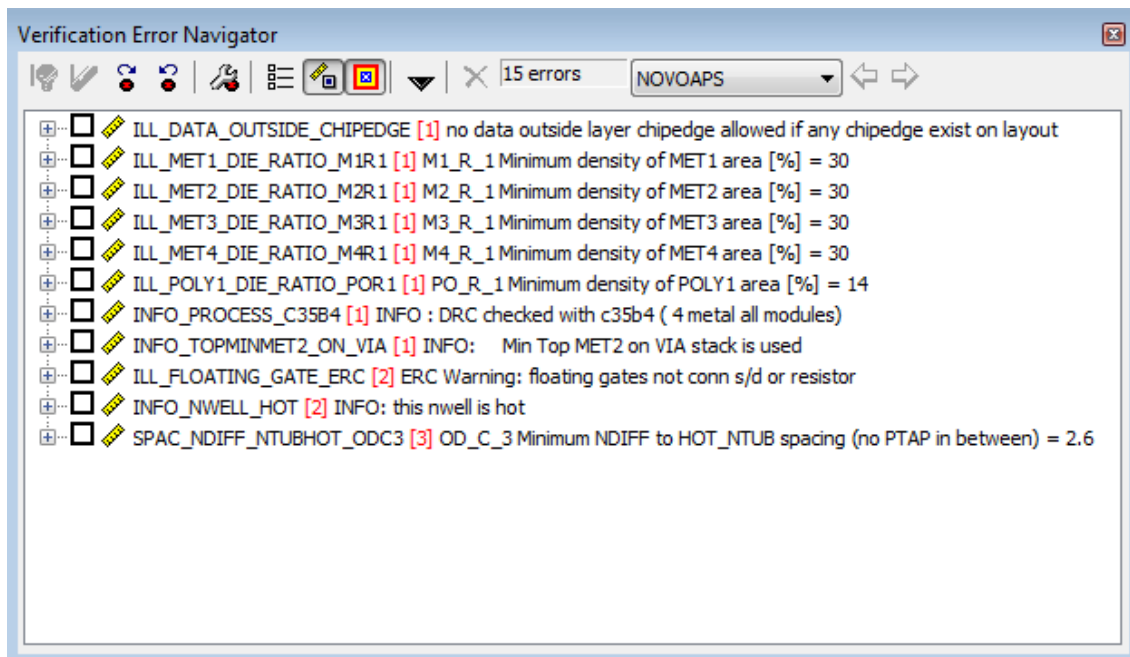 Verification Error Navigator
15 errors NOVOAPS
ILL_DATA_OUTSIDE_CHIPEDGE [1] no data outside layer chipedge allowed if any chipedge exist on layout
ILL_MET1_DIE_RATIO_M1R1 [1] M1_R_1 Minimum density of MET1 area [%] = 30
ILL_MET2_DIE_RATIO_M2R1 [1] M2_R_1 Minimum density of MET2 area [%] = 30
ILL_MET3_DIE_RATIO_M3R1 [1] M3_R_1 Minimum density of MET3 area [%] = 30
ILL_MET4_DIE_RATIO_M4R1 [1] M4_R_1 Minimum density of MET4 area [%] = 30
ILL_POLY1_DIE_RATIO_POR1 [1] PO_R_1 Minimum density of POLY1 area [%] = 14
INFO_PROCESS_C35B4 [1] INFO : DRC checked with c35b4 ( 4 metal all modules)
INFO_TOPMINMET2_ON_VIA [1] INFO: Min Top MET2 on VIA stack is used
ILL_FLOATING_GATE_ERC [2] ERC Warning: floating gates not conn s/d or resistor
INFO_NWELL_HOT [2] INFO: this nwell is hot
SPAC_NDIFF_NTUBHOT_ODC3 [3] OD_C_3 Minimum NDIFF to HOT_NTUB spacing (no PTAP in between) = 2.6